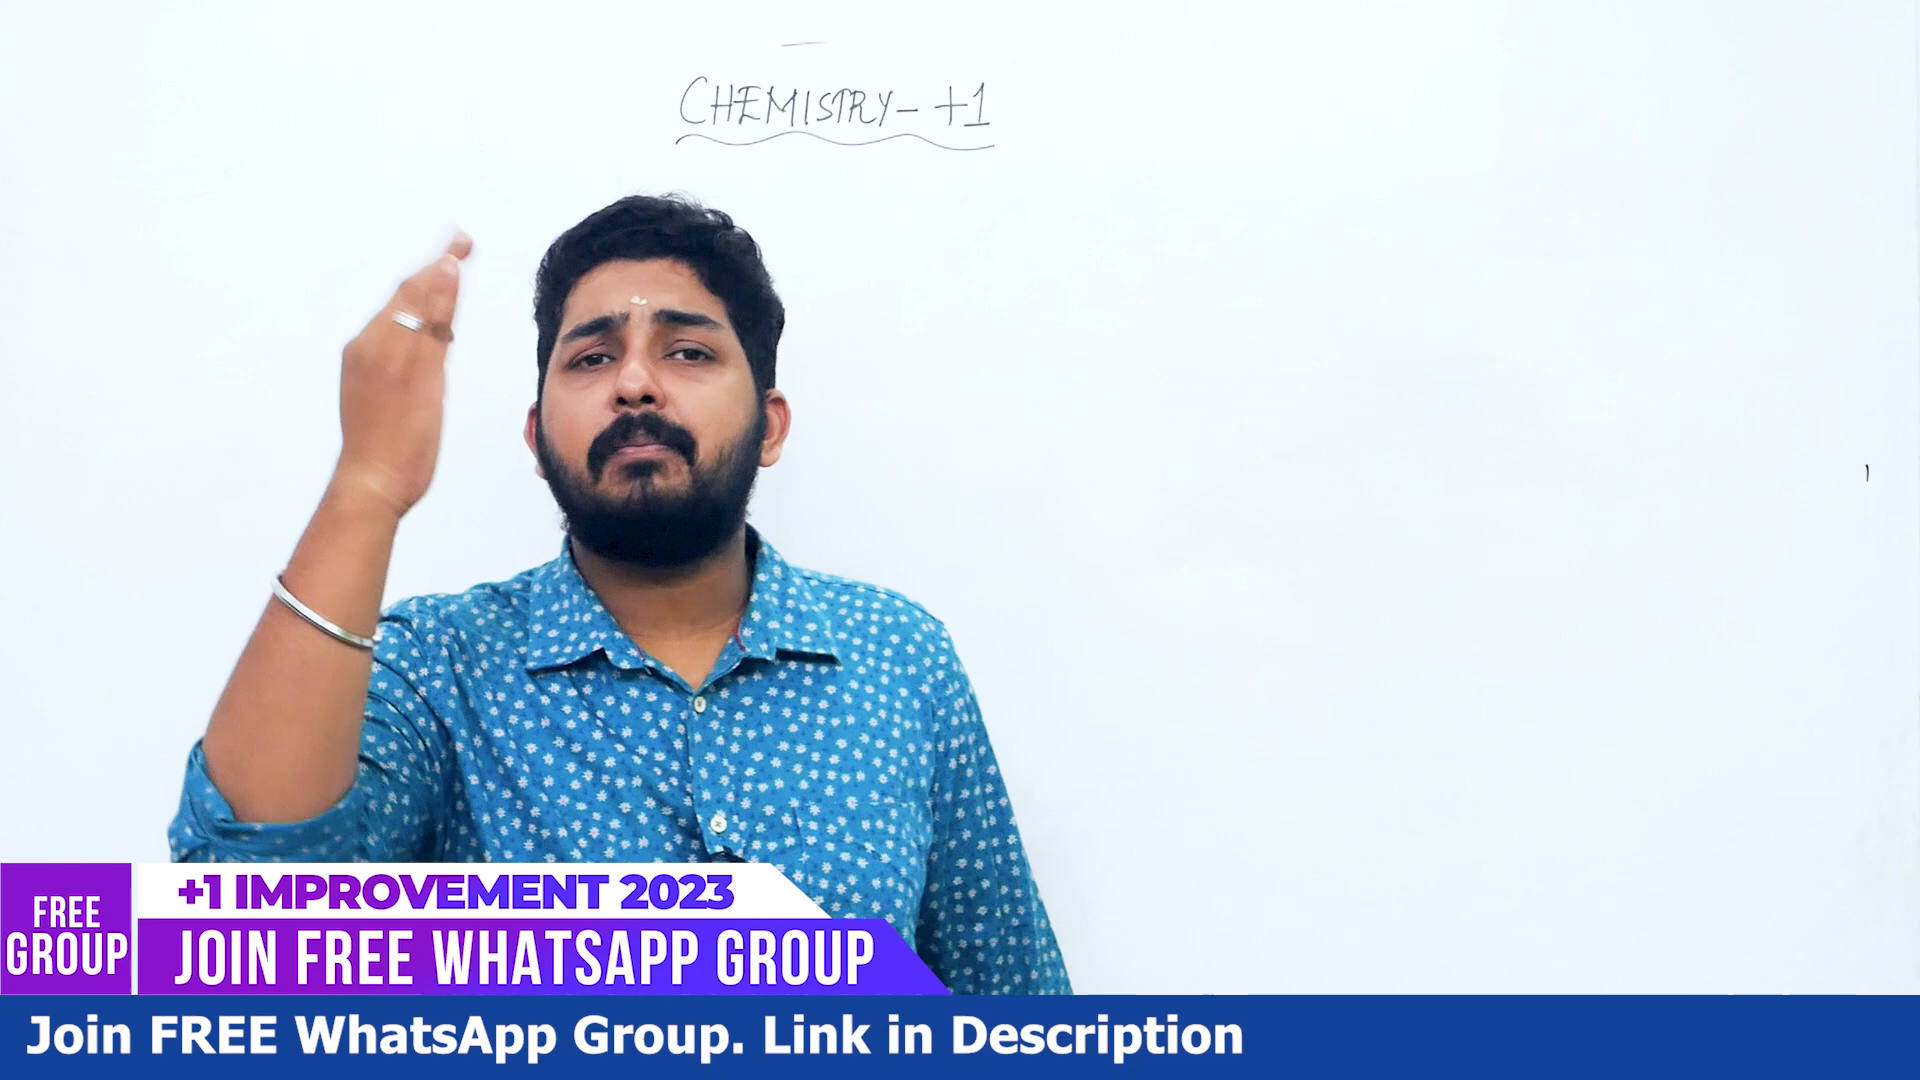 CHEMISTRY- +1
+1 IMPROVEMENT 2023
FREE
GROUP
JOIN FREE WHATSAPP GROUP
Join FREE WhatsApp Group. Link in Description